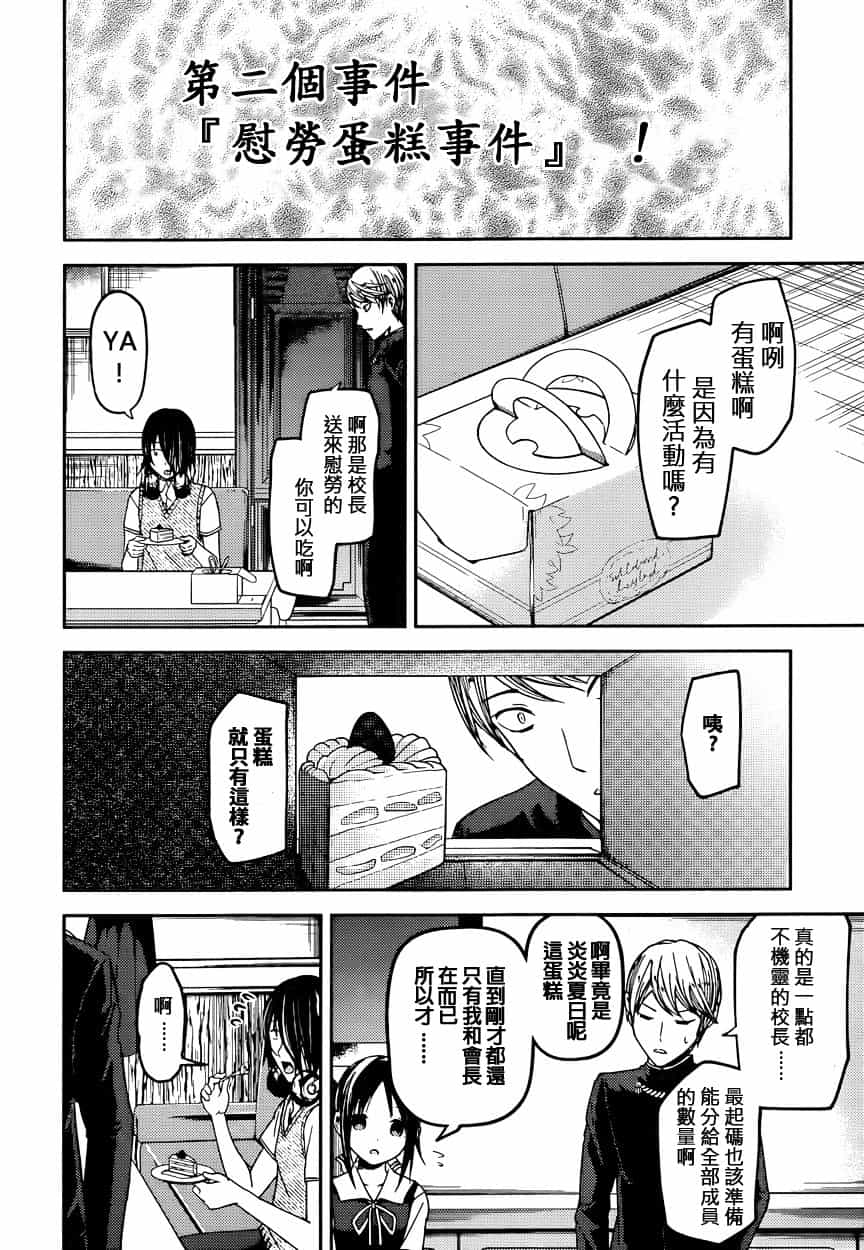 第二個事件
『慰勞蛋糕事件』！
啊咧
有蛋糕啊
是因為有
什麼活動嗎？
啊那是校長
送來慰勞的
你可以吃啊
YA！
咦？
蛋糕
就只有這樣？
真的是一點都
不機靈的校長……
最起碼也該準備
能分給全部成員
的數量啊
啊畢竟是
炎炎夏日呢
這蛋糕
直到剛才都還
只有我和會長
在而已
所以才……
啊…